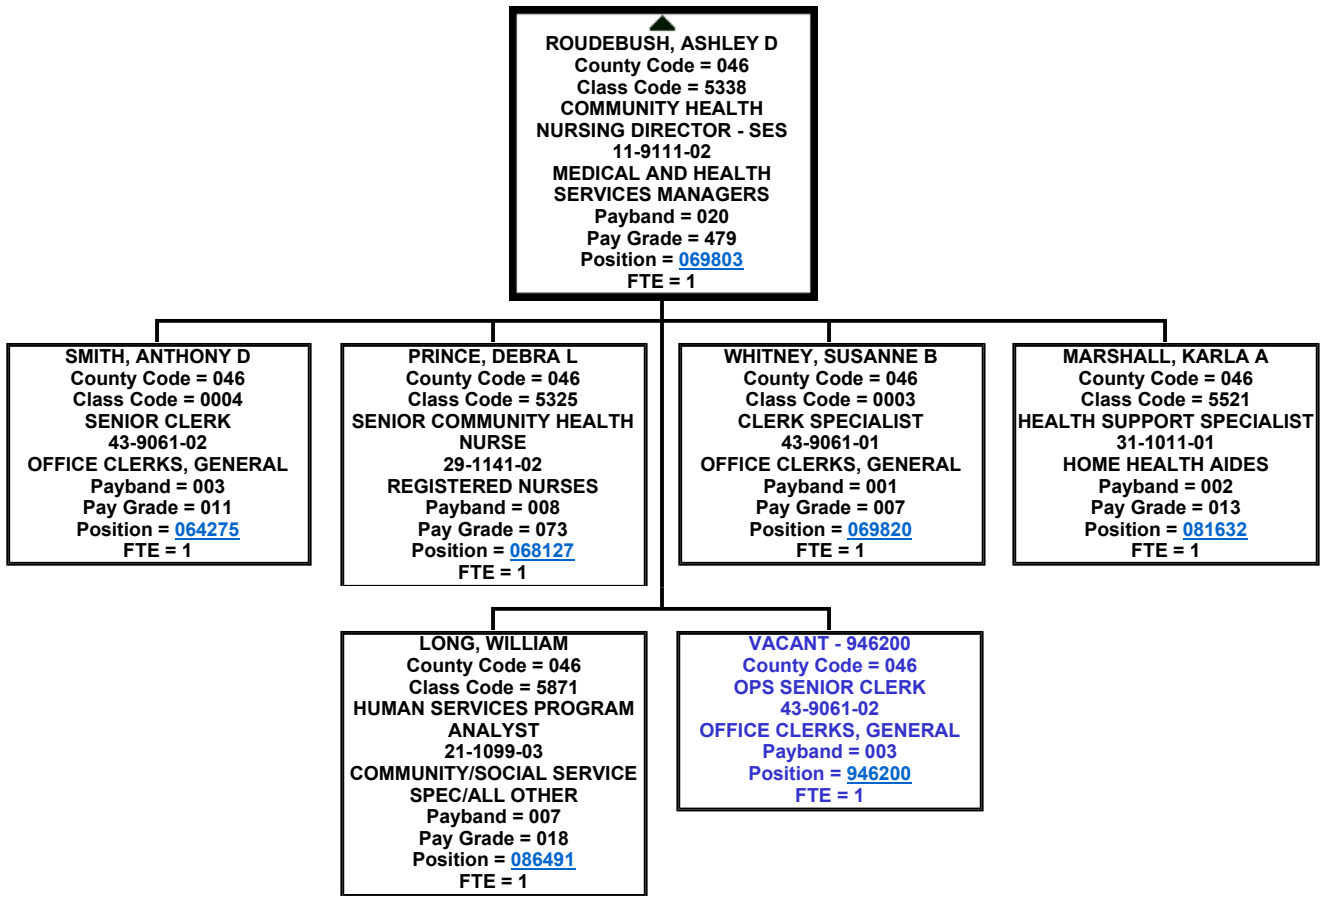 ROUDEBUSH, ASHLEY D
County Code = 046
Class Code = 5338
COMMUNITY HEALTH
NURSING DIRECTOR - SES
11-9111-02
MEDICAL AND HEALTH
SERVICES MANAGERS
Payband = 020
Pay Grade = 479
Position = 069803
FTE = 1
SMITH, ANTHONY D
County Code = 046
Class Code = 0004
SENIOR CLERK
43-9061-02
OFFICE CLERKS, GENERAL
Payband = 003
Pay Grade = 011
Position = 064275
FTE = 1
PRINCE, DEBRA L
County Code = 046
Class Code = 5325
SENIOR COMMUNITY HEALTH
NURSE
29-1141-02
REGISTERED NURSES
Payband = 008
Pay Grade = 073
Position = 068127
FTE = 1
WHITNEY, SUSANNE B
County Code = 046
Class Code = 0003
CLERK SPECIALIST
43-9061-01
OFFICE CLERKS, GENERAL
Payband = 001
Pay Grade = 007
Position = 069820
FTE = 1
MARSHALL, KARLA A
County Code = 046
Class Code = 5521
HEALTH SUPPORT SPECIALIST
31-1011-01
HOME HEALTH AIDES
Payband = 002
Pay Grade = 013
Position = 081632
FTE = 1
LONG, WILLIAM
County Code = 046
Class Code = 5871
HUMAN SERVICES PROGRAM
ANALYST
21-1099-03
COMMUNITY/SOCIAL SERVICE
SPEC/ALL OTHER
Payband = 007
Pay Grade = 018
Position = 086491
FTE = 1
VACANT - 946200
County Code = 046
OPS SENIOR CLERK
43-9061-02
OFFICE CLERKS, GENERAL
Payband = 003
Position = 946200
FTE = 1